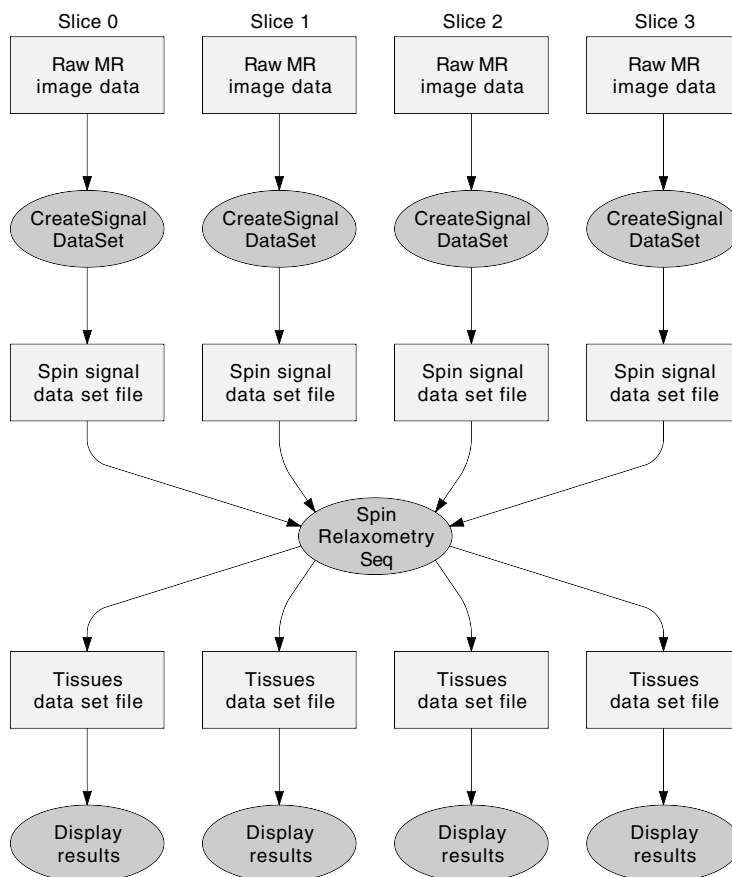 Slice 0
Slice 1
Slice 2
Slice 3
Raw MR
image data
Raw MR
image data
Raw MR
image data
Raw MR
image data
CreateSignal
DataSet
CreateSignal
DataSet
CreateSignal
DataSet
CreateSignal
DataSet
Spin signal
data set file
Spin signal
data set file
Spin signal
data set file
Spin signal
data set file
Spin
Relaxometry
Seq
Tissues
data set file
Tissues
data set file
Tissues
data set file
Tissues
data set file
Display
results
Display
results
Display
results
Display
results